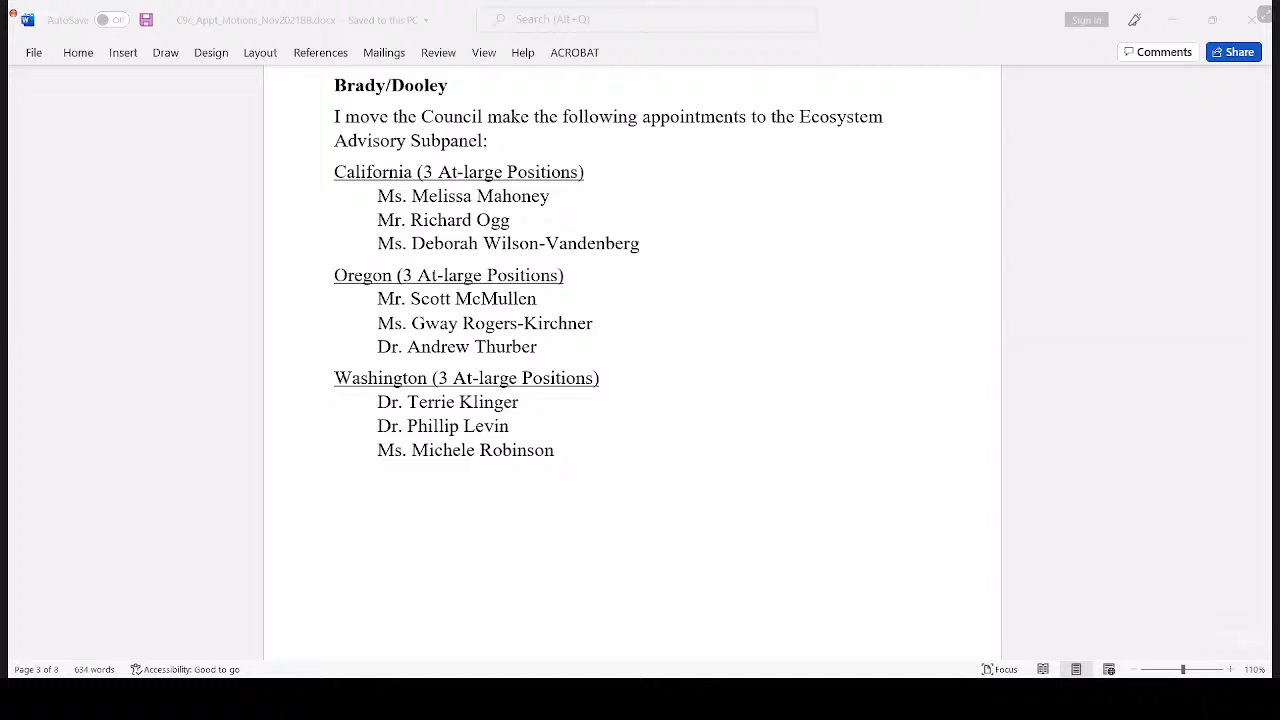 AutoSave Off C9c_Appt_Motions_Nov2021BB.docx - Saved to this PC Search (Alt+Q) Sign in
File Home Insert Draw Design Layout References Mailings Review View Help ACROBAT Comments Share
Brady/Dooley
I move the Council make the following appointments to the Ecosystem
Advisory Subpanel:
California (3 At-large Positions)
Ms. Melissa Mahoney
Mr. Richard Ogg
Ms. Deborah Wilson-Vandenberg
Oregon (3 At-large Positions)
Mr. Scott McMullen
Ms. Gway Rogers-Kirchner
Dr. Andrew Thurber
Washington (3 At-large Positions)
Dr. Terrie Klinger
Dr. Phillip Levin
Ms. Michele Robinson
Page 3 of 8 634 words Accessibility: Good to go Focus 110%